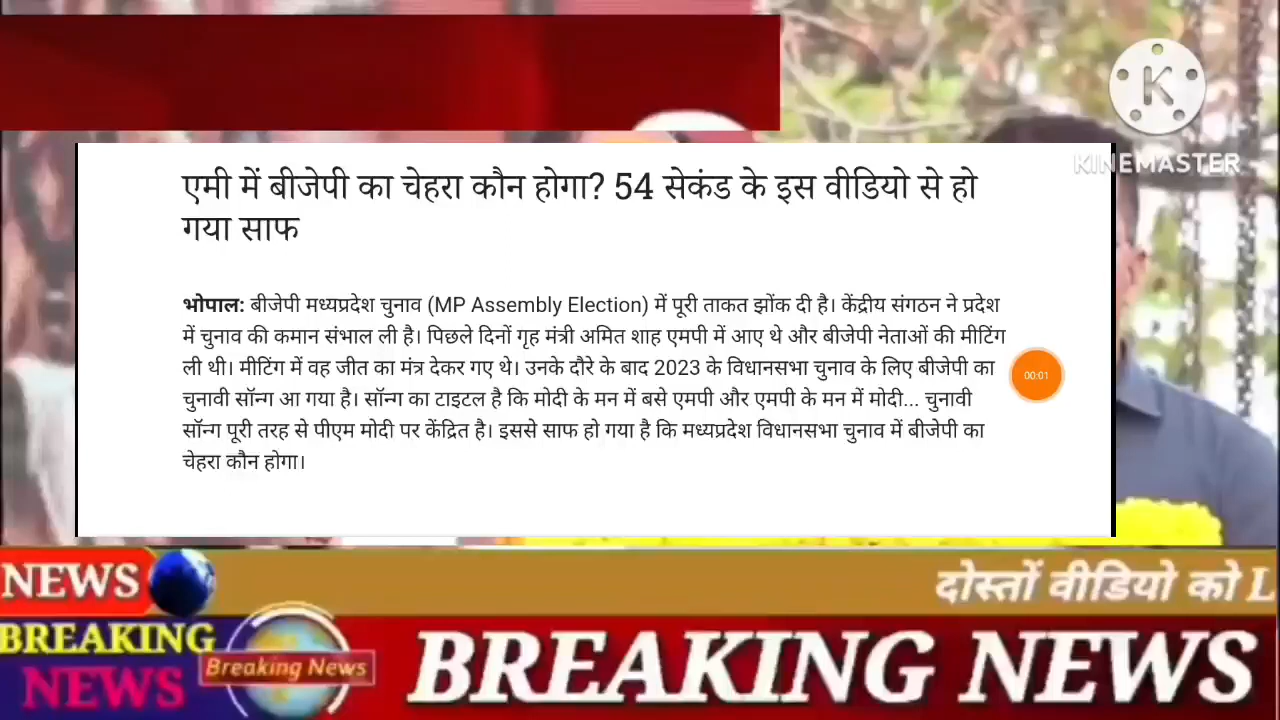 K
KINEMASTER
एमी में बीजेपी का चेहरा कौन होगा? 54 सेकंड के इस वीडियो से हो
गया साफ
भोपाल: बीजेपी मध्यप्रदेश चुनाव (MP Assembly Election) में पूरी ताकत झोंक दी है। केंद्रीय संगठन ने प्रदेश
में चुनाव की कमान संभाल ली है। पिछले दिनों गृह मंत्री अमित शाह एमपी में आए थे और बीजेपी नेताओं की मीटिंग
ली थी। मीटिंग में वह जीत का मंत्र देकर गए थे। उनके दौरे के बाद 2023 के विधानसभा चुनाव के लिए बीजेपी का
चुनावी सॉन्ग आ गया है। सॉन्ग का टाइटल है कि मोदी के मन में बसे एमपी और एमपी के मन में मोदी... चुनावी
सॉन्ग पूरी तरह से पीएम मोदी पर केंद्रित है। इससे साफ हो गया है कि मध्यप्रदेश विधानसभा चुनाव में बीजेपी का
चेहरा कौन होगा।
00:01
NEWS
दोस्तों वीडियो को L
BREAKING
NEWS
Breaking News
BREAKING NEWS